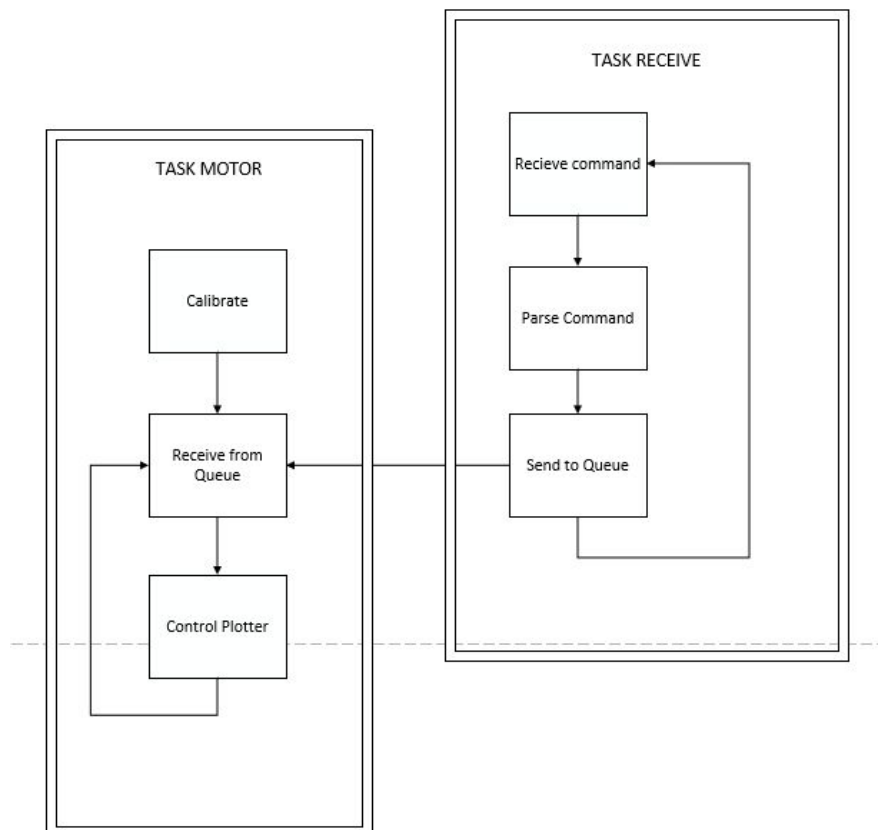 TASK RECEIVE
Recieve command
Parse Command
Send to Queue
TASK MOTOR
Calibrate
Receive from
Queue
Control Plotter